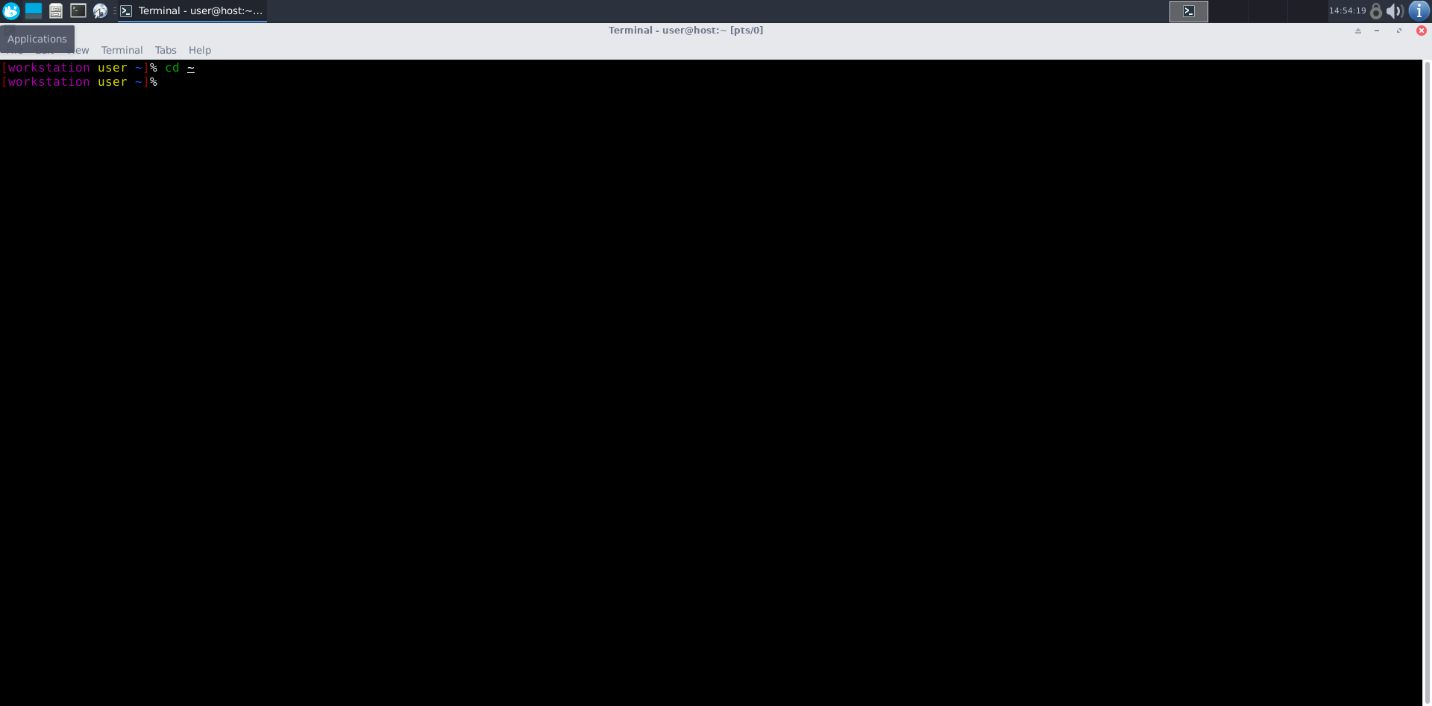 Terminal - user@host:~...
14:54:19
Terminal - user@host:~ [pts/0]
Applications
Terminal Tabs Help
[workstation user ~]% cd ~
[workstation user ~]%